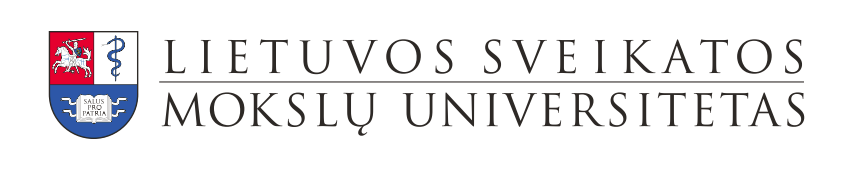 SALUS
PRO
PATRIA
LIETUVOS SVEIKATOS
MOKSLŲ UNIVERSITETAS